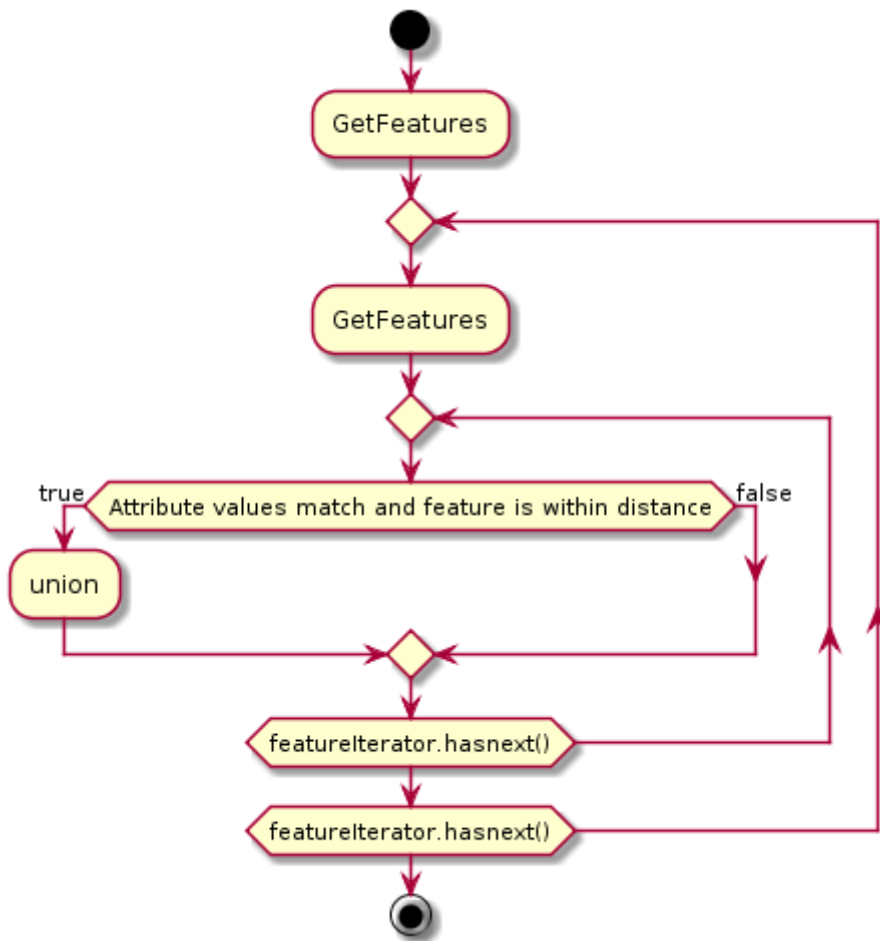 GetFeatures
GetFeatures
true
Attribute values match and feature is within distance
false
union
featureIterator.hasnext()
featureIterator.hasnext()